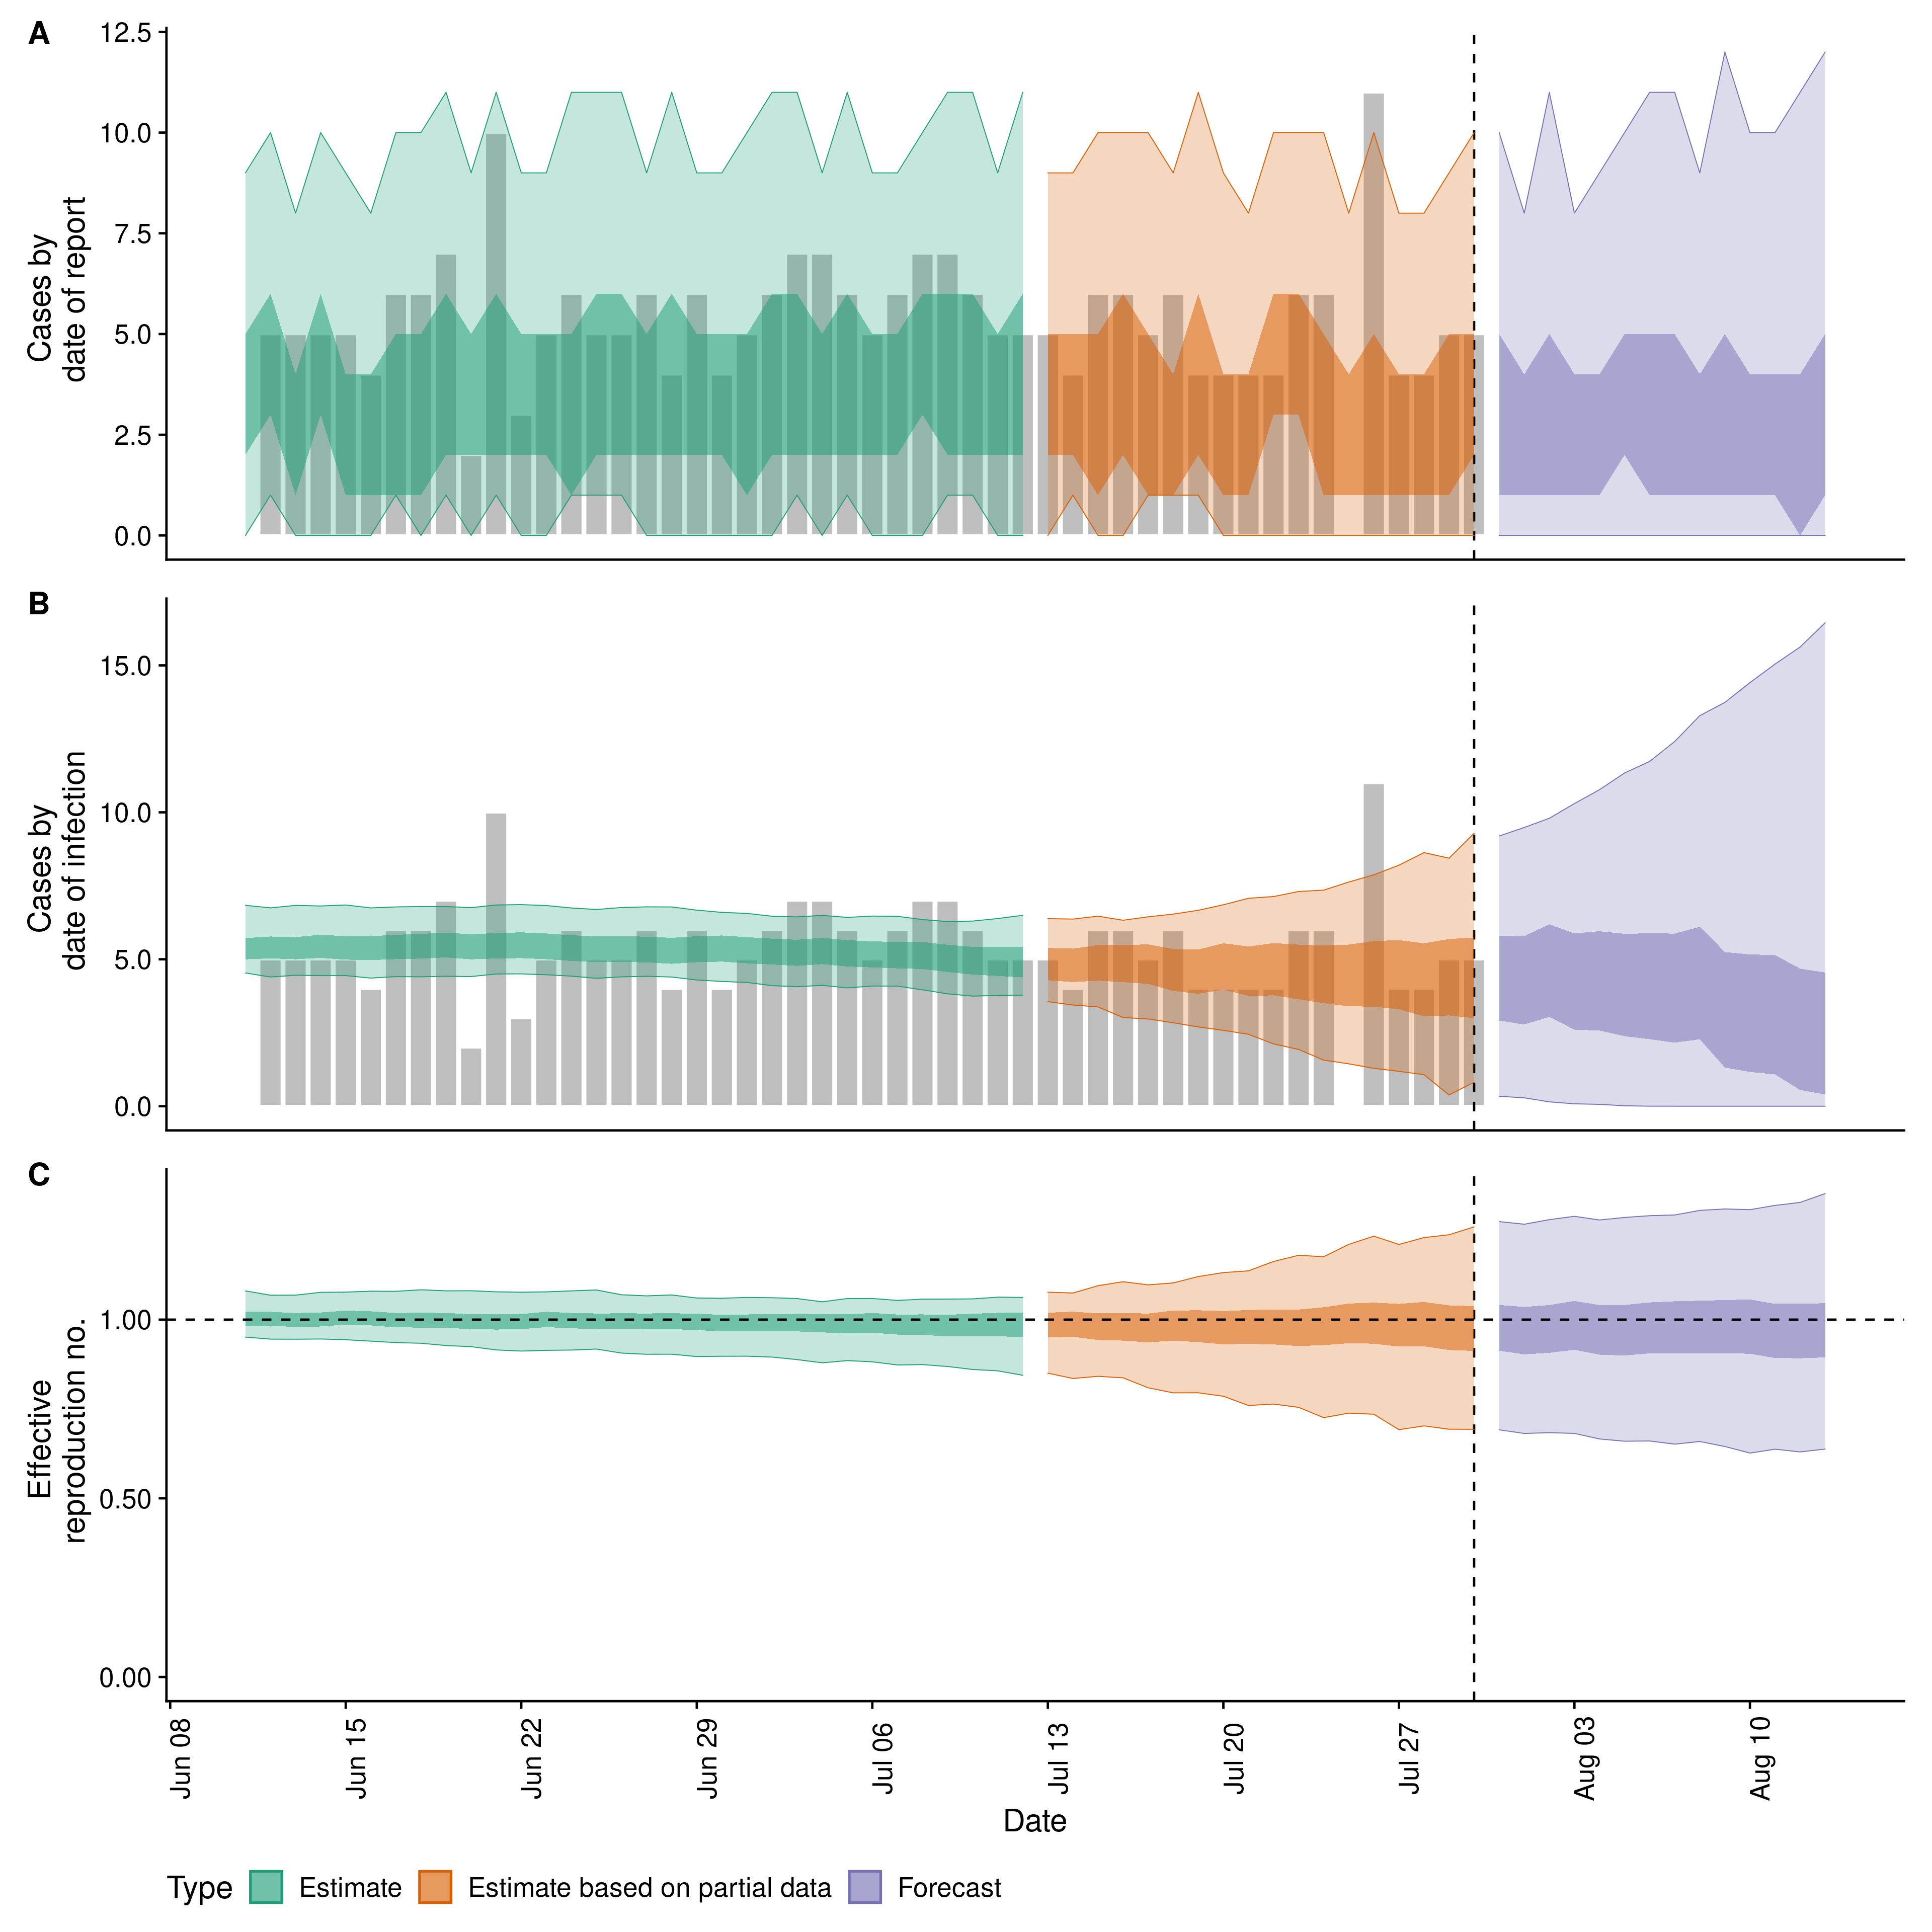 A
12.5
10.0
7.5
5.0
2.5
0.0
Cases by
date of report
B
15.0
10.0
5.0
0.0
Cases by
date of infection
C
1.00
0.50
0.00
Effective
reproduction no.
Jun 08
Jun 15
Jun 22
Jun 29
Jul 06
Jul 13
Jul 20
Jul 27
Aug 03
Aug 10
Date
Type
Estimate
Estimate based on partial data
Forecast